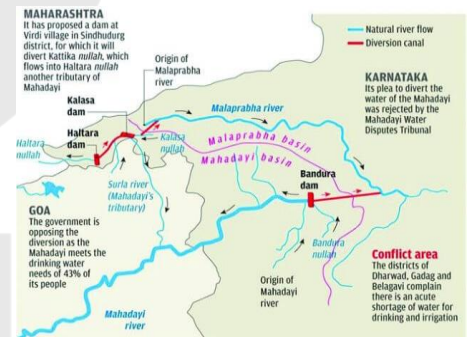 MAHARASHTRA
It has proposed a dam at
Virdi village in Sindhudurg
district, for which it will
divert Kattika nullah, which
flows into Haltara nullah
another tributary of
Mahadayi
Origin of
Malaprabha
river
Natural river flow
Diversion canal
KARNATAKA
Its plea to divert the
water of the Mahadayi
was rejected by the
Mahadayi Water
Disputes Tribunal
Kalasa
dam
Malaprabha river
Haltara
dam
Haltara
nullah
Kalasa
nullah
Malaprabha basin
Mahadayi basin
Surla river
(Mahadayi's
tributary)
Bandura
dam
GOA
The government is
opposing the
diversion as the
Mahadayi meets the
drinking water
needs of 43% of
its people
Bandura
nullah
Origin of
Mahadayi
river
Conflict area
The districts of
Dharwad, Gadag and
Belagavi complain
there is an acute
shortage of water for
drinking and irrigation
Mahadayi
river